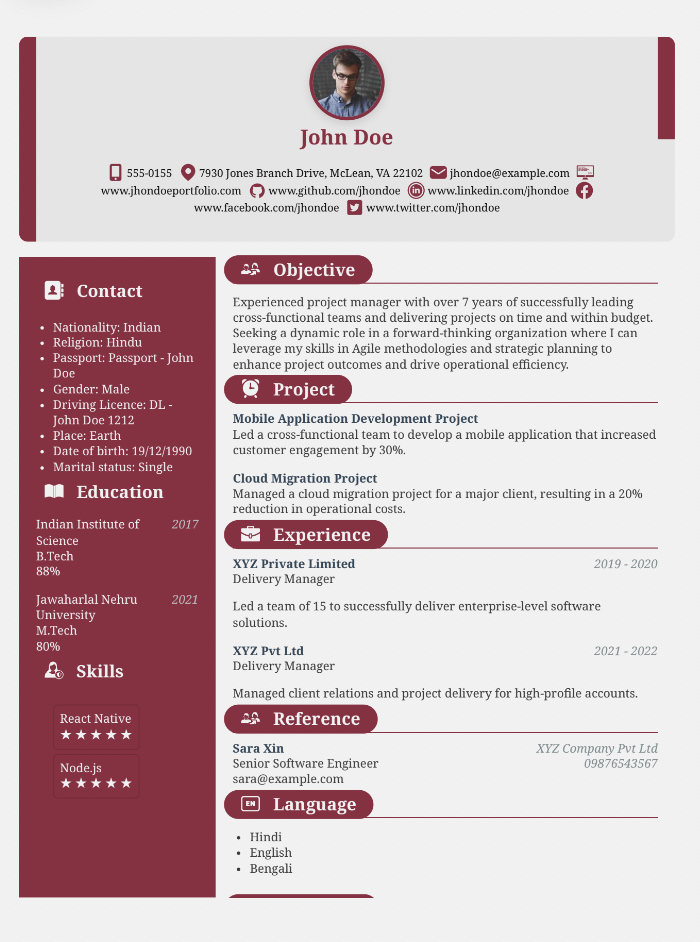 John Doe
555-0155 7930 Jones Branch Drive, McLean, VA 22102 jhondoe@example.com
www.jhondoeportfolio.com www.github.com/jhondoe www.linkedin.com/jhondoe
www.facebook.com/jhondoe www.twitter.com/jhondoe
Contact
Nationality: Indian
Religion: Hindu
Passport: Passport - John
Doe
Gender: Male
Driving Licence: DL -
John Doe 1212
Place: Earth
Date of birth: 19/12/1990
Marital status: Single
Education
Indian Institute of 2017
Science
B.Tech
88%
Jawaharlal Nehru 2021
University
M.Tech
80%
Skills
React Native
★★★★★
Node.js
★★★★★
Objective
Experienced project manager with over 7 years of successfully leading
cross-functional teams and delivering projects on time and within budget.
Seeking a dynamic role in a forward-thinking organization where I can
leverage my skills in Agile methodologies and strategic planning to
enhance project outcomes and drive operational efficiency.
Project
Mobile Application Development Project
Led a cross-functional team to develop a mobile application that increased
customer engagement by 30%.
Cloud Migration Project
Managed a cloud migration project for a major client, resulting in a 20%
reduction in operational costs.
Experience
XYZ Private Limited 2019 - 2020
Delivery Manager
Led a team of 15 to successfully deliver enterprise-level software
solutions.
XYZ Pvt Ltd 2021 - 2022
Delivery Manager
Managed client relations and project delivery for high-profile accounts.
Reference
Sara Xin XYZ Company Pvt Ltd
Senior Software Engineer 09876543567
sara@example.com
EN Language
Hindi
English
Bengali